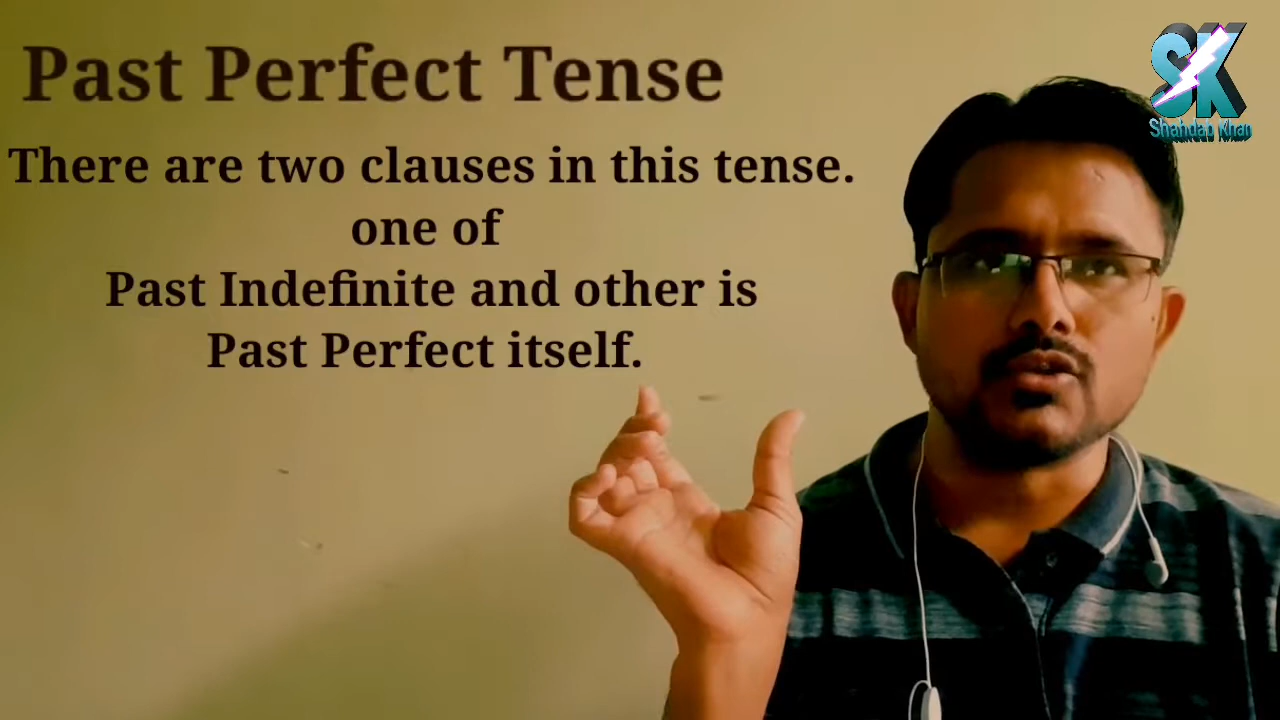 Past Perfect Tense
There are two clauses in this tense.
one of
Past Indefinite and other is
Past Perfect itself.
SK
Shahdab Khan